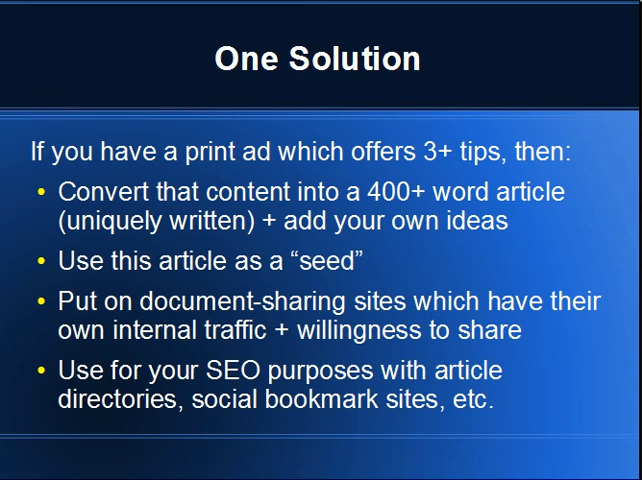 One Solution
If you have a print ad which offers 3+ tips, then:
• Convert that content into a 400+ word article
(uniquely written) + add your own ideas
• Use this article as a “seed”
• Put on document-sharing sites which have their
own internal traffic + willingness to share
• Use for your SEO purposes with article
directories, social bookmark sites, etc.